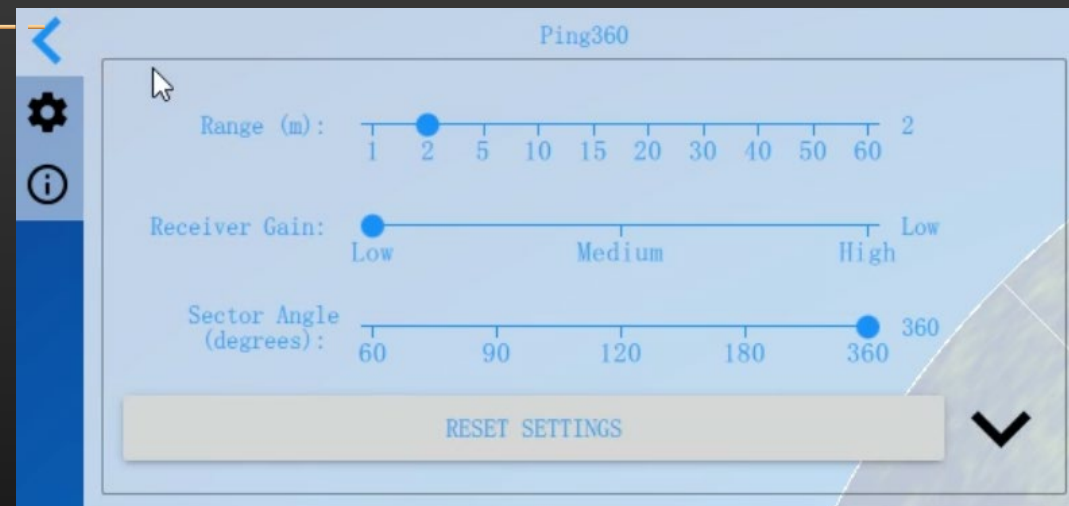 Ping360
Range (m): 2
1 2 5 10 15 20 30 40 50 60
Receiver Gain: Low
Low Medium High
Sector Angle
(degrees): 360
60 90 120 180 360
RESET SETTINGS